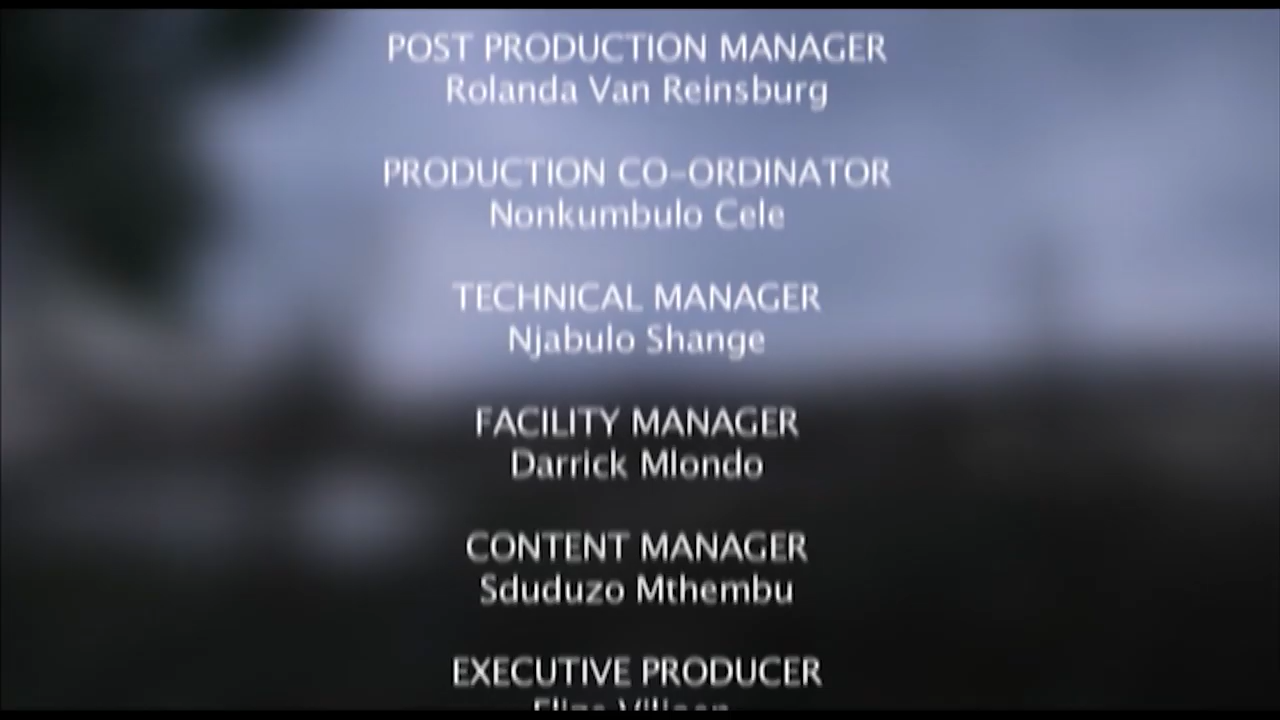 POST PRODUCTION MANAGER
Rolanda Van Reinsburg
PRODUCTION CO-ORDINATOR
Nonkumbulo Cele
TECHNICAL MANAGER
Njabulo Shange
FACILITY MANAGER
Darrick Mlondo
CONTENT MANAGER
Sduduzo Mthembu
EXECUTIVE PRODUCER